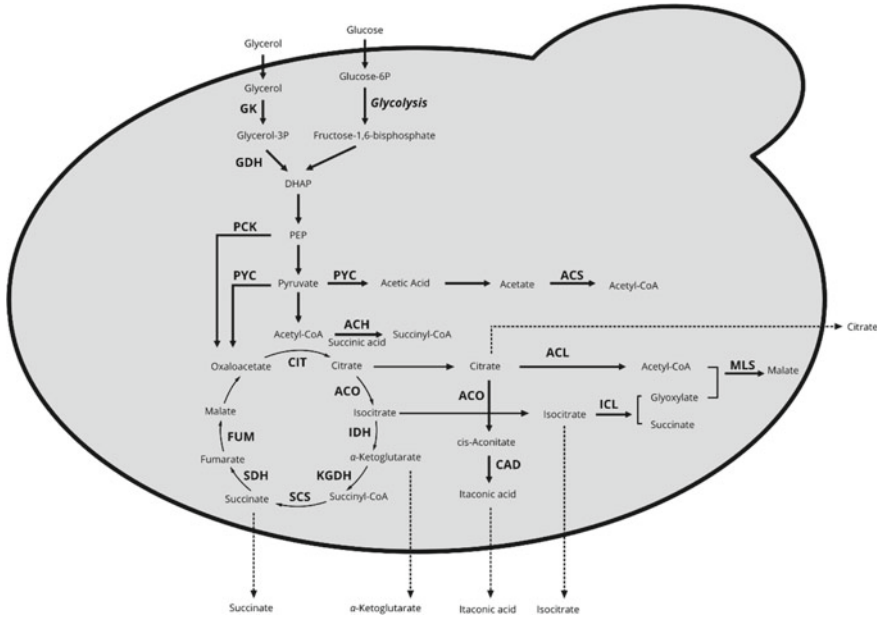 Glycerol
Glucose
Glycerol
Glucose-6P
GK
Glycolysis
Glycerol-3P
Fructose-1,6-bisphosphate
GDH
DHAP
PCK
PEP
PYC
Pyruvate
PYC
Acetic Acid
Acetate
ACS
Acetyl-CoA
Acetyl-CoA
ACH
Succinic acid
Succinyl-CoA
Citrate
Oxaloacetate
CIT
Citrate
Citrate
ACL
Acetyl-CoA
MLS
Malate
ACO
ACO
Glyoxylate
Malate
Isocitrate
Isocitrate
ICL
Succinate
FUM
IDH
cis-Aconitate
Fumarate
α-Ketoglutarate
CAD
SDH
KGDH
Succinate
SCS
Succinyl-CoA
Itaconic acid
Succinate
α-Ketoglutarate
Itaconic acid
Isocitrate